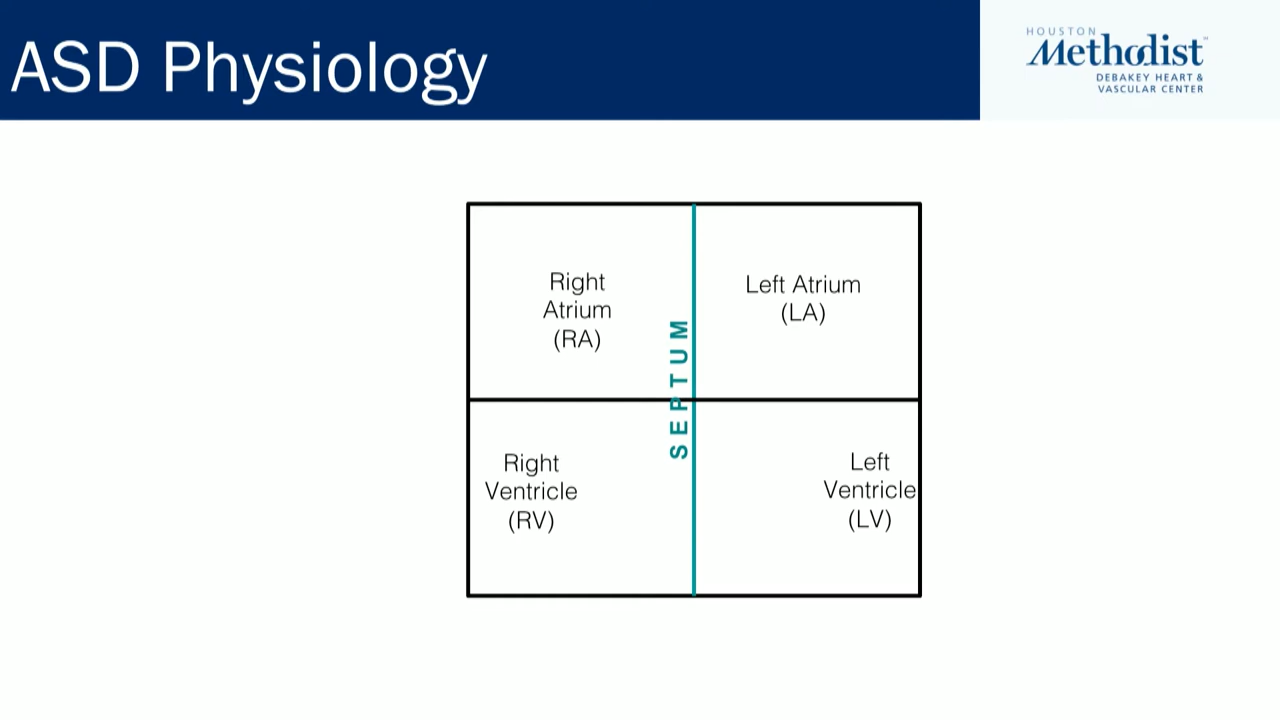 ASD Physiology
HOUSTON
Methodist
DEBAKEY HEART &
VASCULAR CENTER
Right
Atrium
(RA)
Left Atrium
(LA)
SEPTUM
Right
Ventricle
(RV)
Left
Ventricle
(LV)